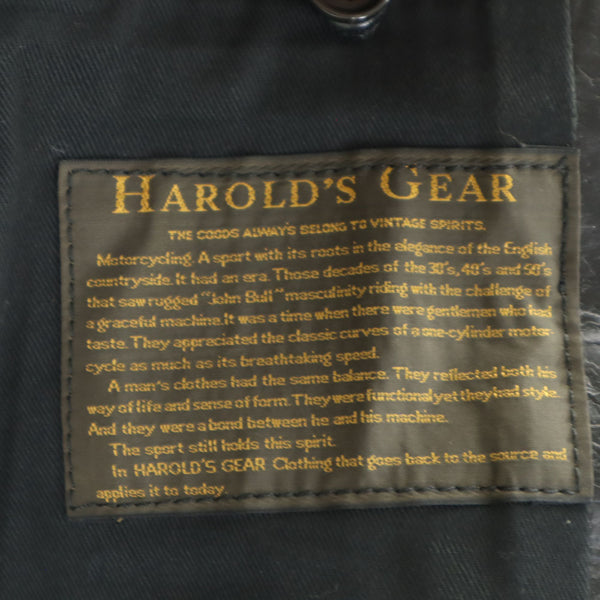 HAROLD'S GEAR
THE GOODS ALWAYS BELONG TO VINTAGE SPIRITS.
Motorcycling. A sport with its roots in the elegance of the English
countryside. It had an era. Those decades of the 30's, 40's and 50's
that saw rugged "John Bull" masculinity riding with the challenge of
a graceful machine. It was a time when there were gentlemen who had
taste. They appreciated the classic curves of a one-cylinder motor
cycle as much as its breathtaking speed.
A man's clothes had the same balance. They reflected both his
way of life and sense of form. They were functional yet they had style.
And they were a bond between he and his machine.
The sport still holds this spirit.
In HAROLD'S GEAR Clothing that goes back to the source and
applies it to today.